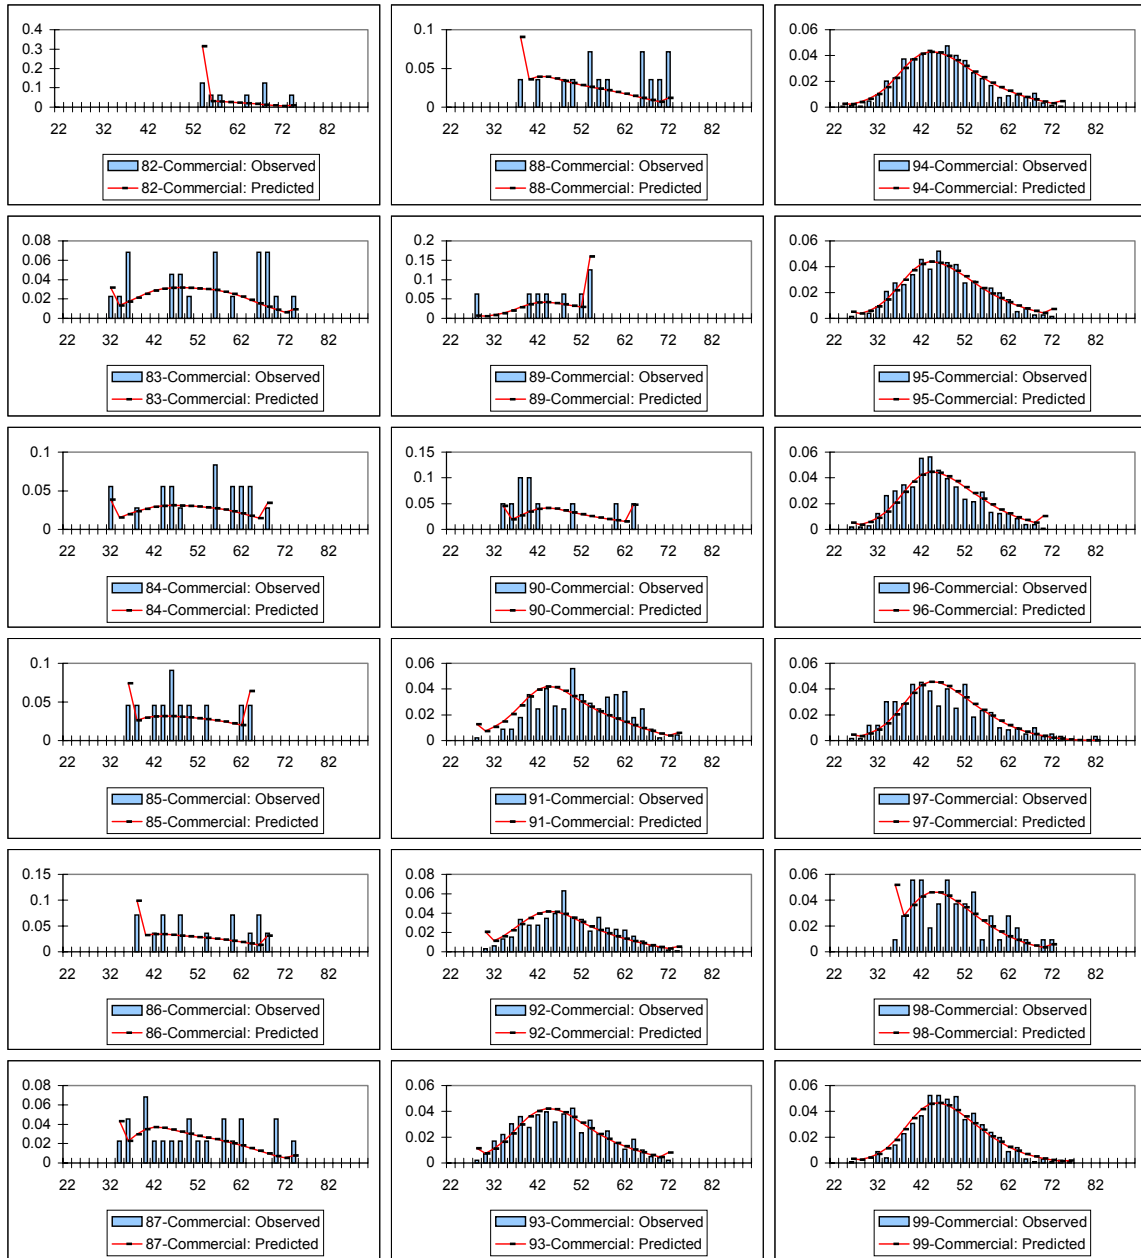 0.4
0.3
0.2
0.1
0
22 32 42 52 62 72 82
82-Commercial: Observed
82-Commercial: Predicted
0.1
0.05
0
22 32 42 52 62 72 82
88-Commercial: Observed
88-Commercial: Predicted
0.06
0.04
0.02
0
22 32 42 52 62 72 82
94-Commercial: Observed
94-Commercial: Predicted
0.08
0.06
0.04
0.02
0
22 32 42 52 62 72 82
83-Commercial: Observed
83-Commercial: Predicted
0.2
0.15
0.1
0.05
0
22 32 42 52 62 72 82
89-Commercial: Observed
89-Commercial: Predicted
0.06
0.04
0.02
0
22 32 42 52 62 72 82
95-Commercial: Observed
95-Commercial: Predicted
0.1
0.05
0
22 32 42 52 62 72 82
84-Commercial: Observed
84-Commercial: Predicted
0.15
0.1
0.05
0
22 32 42 52 62 72 82
90-Commercial: Observed
90-Commercial: Predicted
0.06
0.04
0.02
0
22 32 42 52 62 72 82
96-Commercial: Observed
96-Commercial: Predicted
0.1
0.05
0
22 32 42 52 62 72 82
85-Commercial: Observed
85-Commercial: Predicted
0.06
0.04
0.02
0
22 32 42 52 62 72 82
91-Commercial: Observed
91-Commercial: Predicted
0.06
0.04
0.02
0
22 32 42 52 62 72 82
97-Commercial: Observed
97-Commercial: Predicted
0.15
0.1
0.05
0
22 32 42 52 62 72 82
86-Commercial: Observed
86-Commercial: Predicted
0.08
0.06
0.04
0.02
0
22 32 42 52 62 72 82
92-Commercial: Observed
92-Commercial: Predicted
0.06
0.04
0.02
0
22 32 42 52 62 72 82
98-Commercial: Observed
98-Commercial: Predicted
0.08
0.06
0.04
0.02
0
22 32 42 52 62 72 82
87-Commercial: Observed
87-Commercial: Predicted
0.06
0.04
0.02
0
22 32 42 52 62 72 82
93-Commercial: Observed
93-Commercial: Predicted
0.06
0.04
0.02
0
22 32 42 52 62 72 82
99-Commercial: Observed
99-Commercial: Predicted